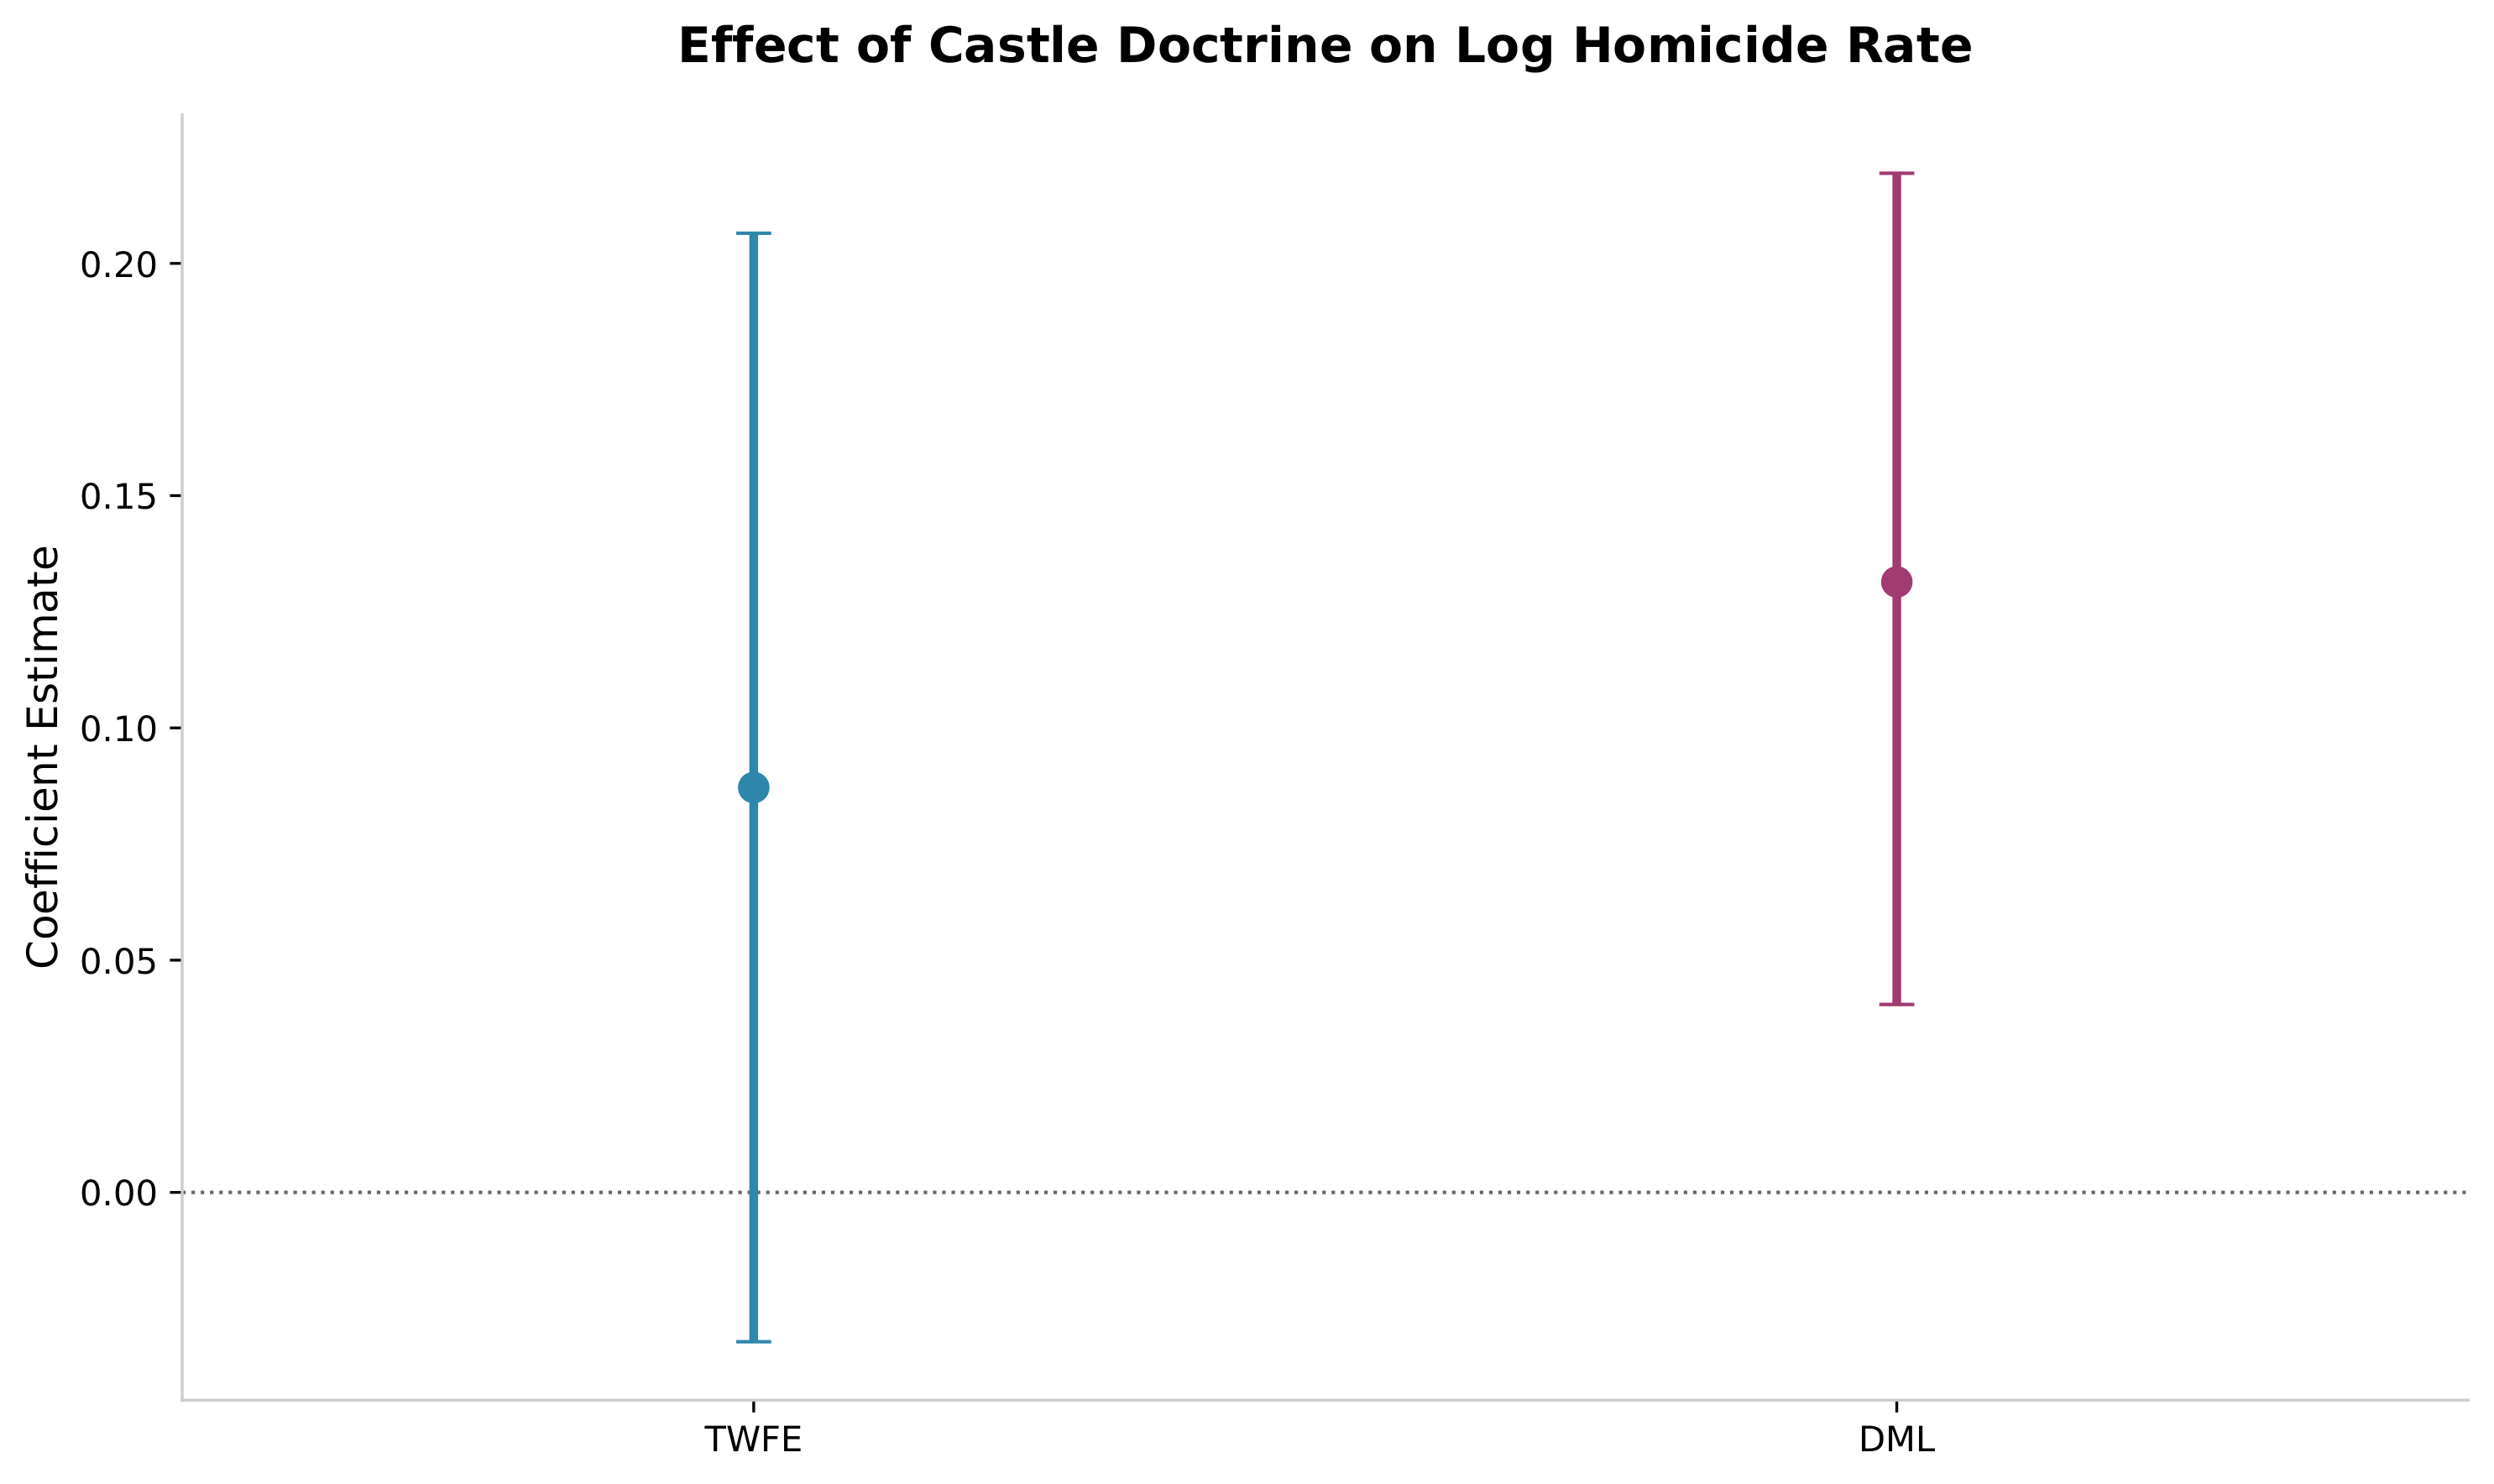 Effect of Castle Doctrine on Log Homicide Rate
Coefficient Estimate
0.20
0.15
0.10
0.05
0.00
TWFE
DML